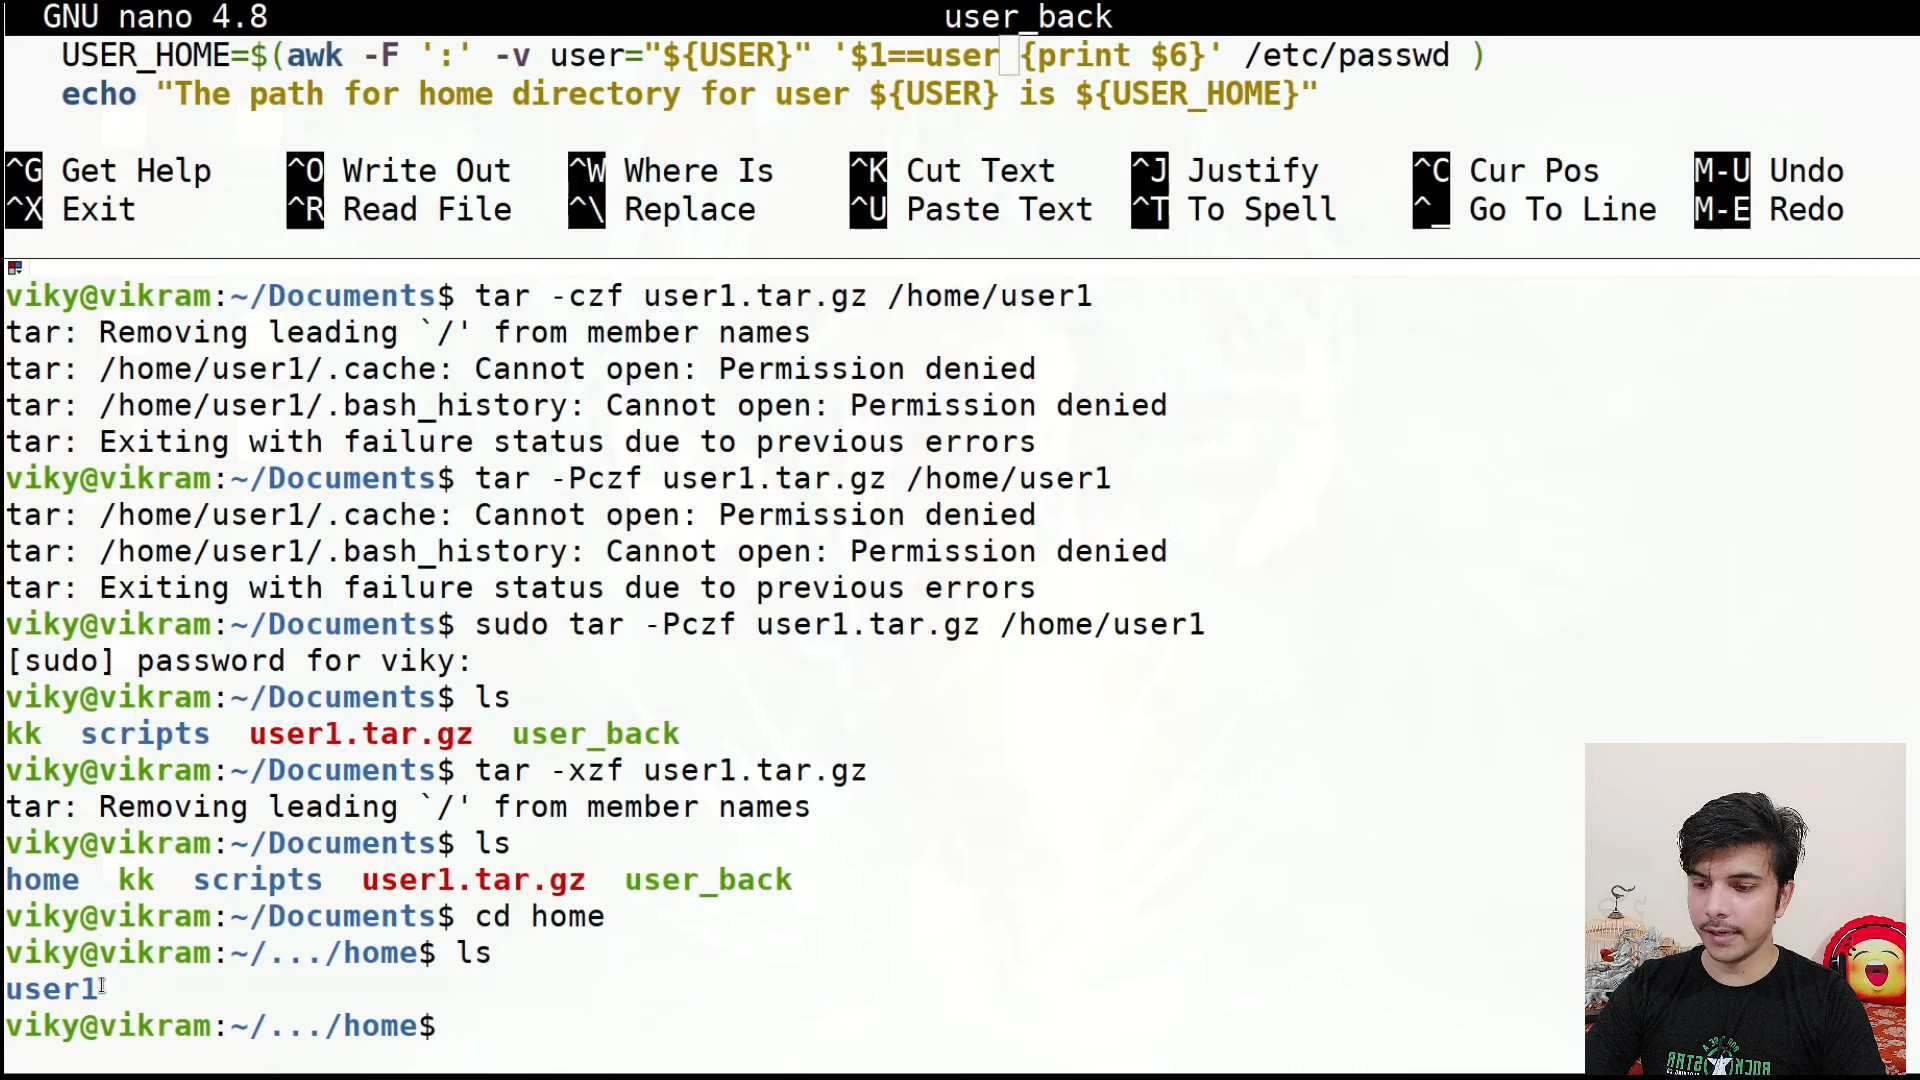 GNU nano 4.8 user_back
USER_HOME=$(awk -F ':' -v user="${USER}" '$1==user {print $6}' /etc/passwd )
echo "The path for home directory for user ${USER} is ${USER_HOME}"
^G Get Help ^O Write Out ^W Where Is ^K Cut Text ^J Justify ^C Cur Pos M-U Undo
^X Exit ^R Read File ^\ Replace ^U Paste Text ^T To Spell ^_ Go To Line M-E Redo
viky@vikram:~/Documents$ tar -czf user1.tar.gz /home/user1
tar: Removing leading `/' from member names
tar: /home/user1/.cache: Cannot open: Permission denied
tar: /home/user1/.bash_history: Cannot open: Permission denied
tar: Exiting with failure status due to previous errors
viky@vikram:~/Documents$ tar -Pczf user1.tar.gz /home/user1
tar: /home/user1/.cache: Cannot open: Permission denied
tar: /home/user1/.bash_history: Cannot open: Permission denied
tar: Exiting with failure status due to previous errors
viky@vikram:~/Documents$ sudo tar -Pczf user1.tar.gz /home/user1
[sudo] password for viky:
viky@vikram:~/Documents$ ls
kk scripts user1.tar.gz user_back
viky@vikram:~/Documents$ tar -xzf user1.tar.gz
tar: Removing leading `/' from member names
viky@vikram:~/Documents$ ls
home kk scripts user1.tar.gz user_back
viky@vikram:~/Documents$ cd home
viky@vikram:~/.../home$ ls
user1
viky@vikram:~/.../home$